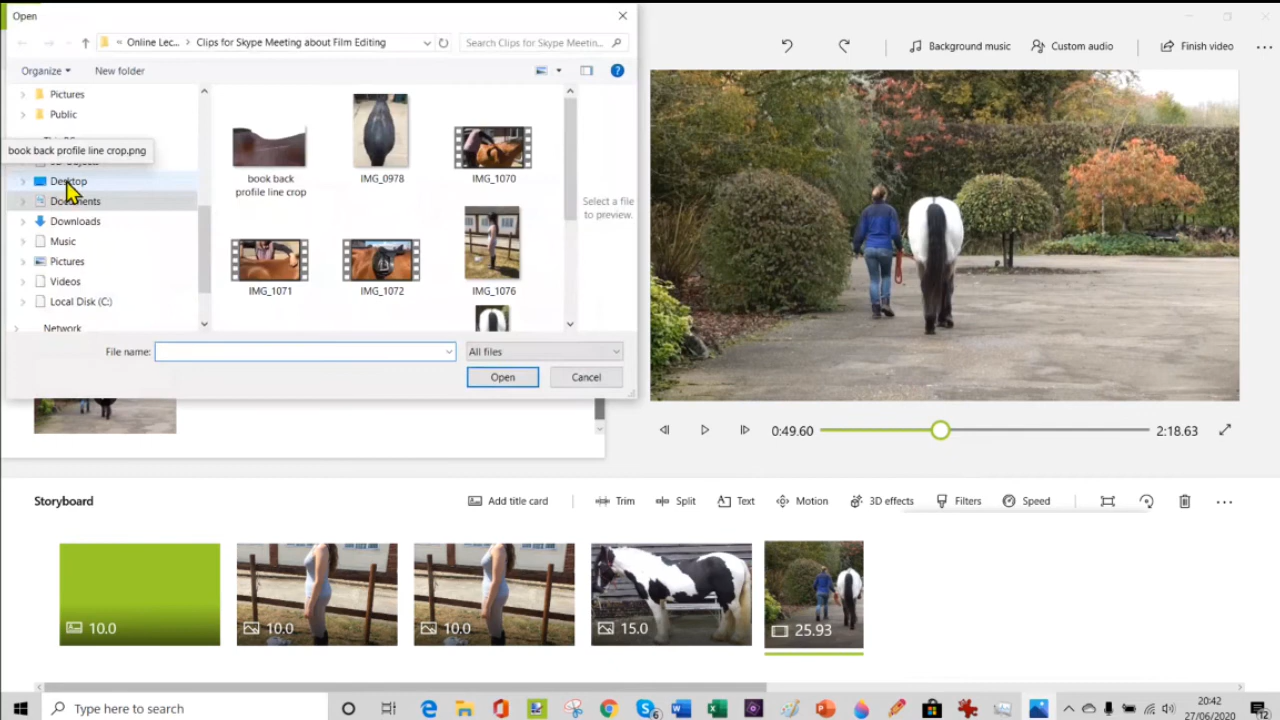 Open
« Online Lec... > Clips for Skype Meeting about Film Editing
Search Clips for Skype Meetin...
Organize
New folder
Pictures
Public
book back profile line crop.png
Desktop
Documents
Downloads
Music
Pictures
Videos
Local Disk (C:)
Network
book back
profile line crop
IMG_0978
IMG_1070
IMG_1071
IMG_1072
IMG_1076
Select a file
to preview.
File name:
All files
Open
Cancel
Background music
Custom audio
Finish video
0:49.60
2:18.63
Storyboard
Add title card
Trim
Split
Text
Motion
3D effects
Filters
Speed
10.0
10.0
10.0
15.0
25.93
Type here to search
20:42
27/06/2020